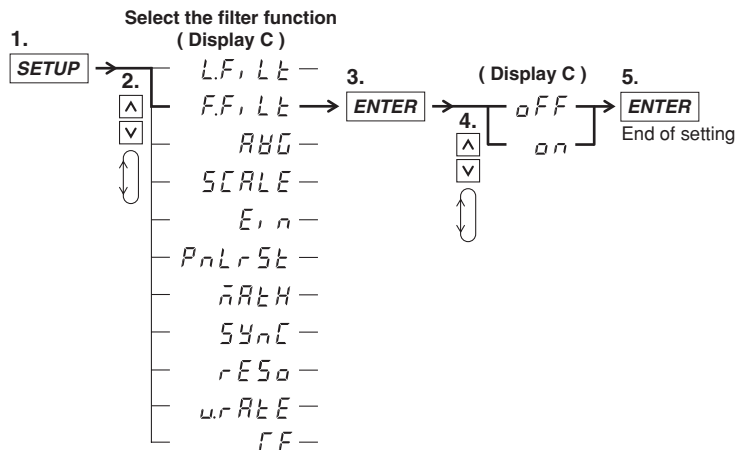 Select the filter function
1. ( Display C )
SETUP 2. L.FiLt 3. ( Display C ) 5.
F.FiLt ENTER 4. oFF ENTER
AVG on End of setting
SCALE
Ein
PnLrSt
mAtH
SYnC
rESo
u.rAtE
CF